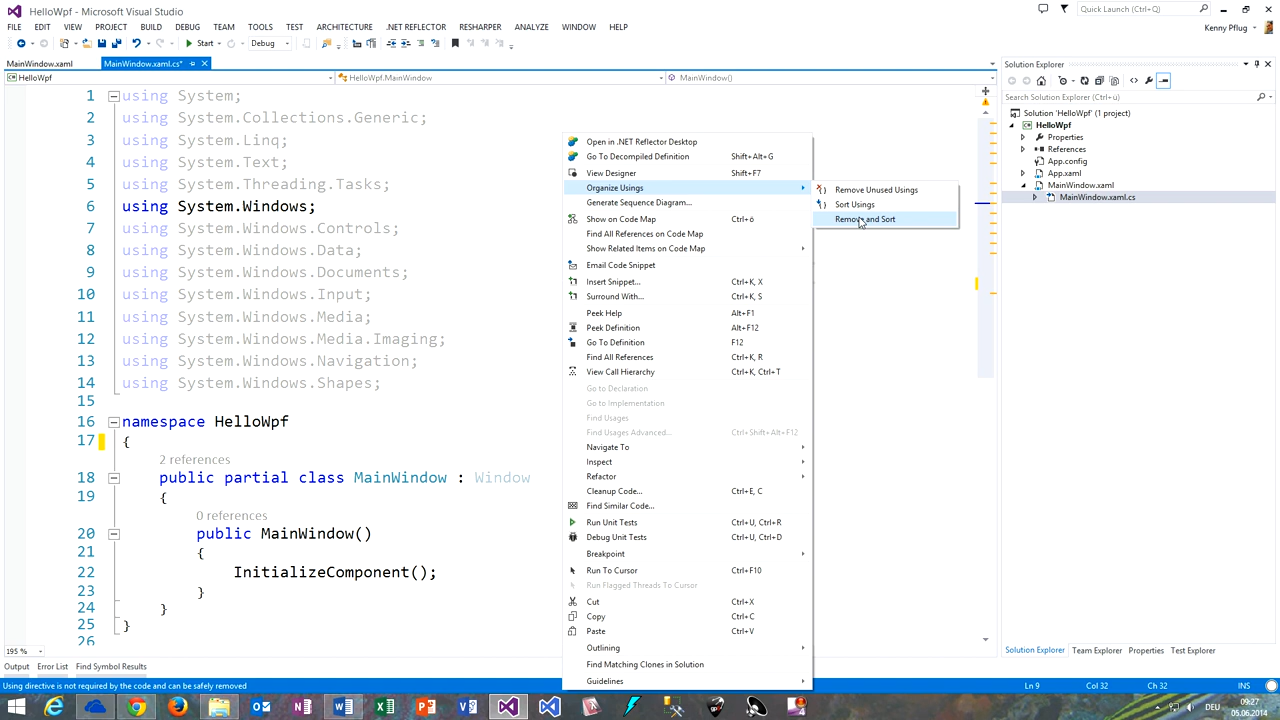 HelloWpf - Microsoft Visual Studio
Quick Launch (Ctrl+Q)
FILE EDIT VIEW PROJECT BUILD DEBUG TEAM TOOLS TEST ARCHITECTURE .NET REFLECTOR RESHARPER ANALYZE WINDOW HELP
Kenny Pflug
Start Debug
MainWindow.xaml MainWindow.xaml.cs*
HelloWpf HelloWpf.MainWindow MainWindow()
1 using System;
2 using System.Collections.Generic;
3 using System.Linq;
4 using System.Text;
5 using System.Threading.Tasks;
6 using System.Windows;
7 using System.Windows.Controls;
8 using System.Windows.Data;
9 using System.Windows.Documents;
10 using System.Windows.Input;
11 using System.Windows.Media;
12 using System.Windows.Media.Imaging;
13 using System.Windows.Navigation;
14 using System.Windows.Shapes;
15
16 namespace HelloWpf
17 {
2 references
18 public partial class MainWindow : Window
19 {
0 references
20 public MainWindow()
21 {
22 InitializeComponent();
23 }
24 }
25 }
26
195 %
Open in .NET Reflector Desktop
Go To Decompiled Definition Shift+Alt+G
View Designer Shift+F7
Organize Usings
Generate Sequence Diagram...
Show on Code Map Ctrl+ö
Find All References on Code Map
Show Related Items on Code Map
Email Code Snippet
Insert Snippet... Ctrl+K, X
Surround With... Ctrl+K, S
Peek Help Alt+F1
Peek Definition Alt+F12
Go To Definition F12
Find All References Ctrl+K, R
View Call Hierarchy Ctrl+K, Ctrl+T
Go to Declaration
Go to Implementation
Find Usages
Find Usages Advanced... Ctrl+Shift+Alt+F12
Navigate To
Inspect
Refactor
Cleanup Code... Ctrl+E, C
Find Similar Code...
Run Unit Tests Ctrl+U, Ctrl+R
Debug Unit Tests Ctrl+U, Ctrl+D
Breakpoint
Run To Cursor Ctrl+F10
Run Flagged Threads To Cursor
Cut Ctrl+X
Copy Ctrl+C
Paste Ctrl+V
Outlining
Find Matching Clones in Solution
Guidelines
Remove Unused Usings
Sort Usings
Remove and Sort
Solution Explorer
Search Solution Explorer (Ctrl+ü)
Solution 'HelloWpf' (1 project)
HelloWpf
Properties
References
App.config
App.xaml
MainWindow.xaml
MainWindow.xaml.cs
Solution Explorer Team Explorer Properties Test Explorer
Output Error List Find Symbol Results
Using directive is not required by the code and can be safely removed Ln 9 Col 32 Ch 32 INS
DEU
09:27
05.06.2014